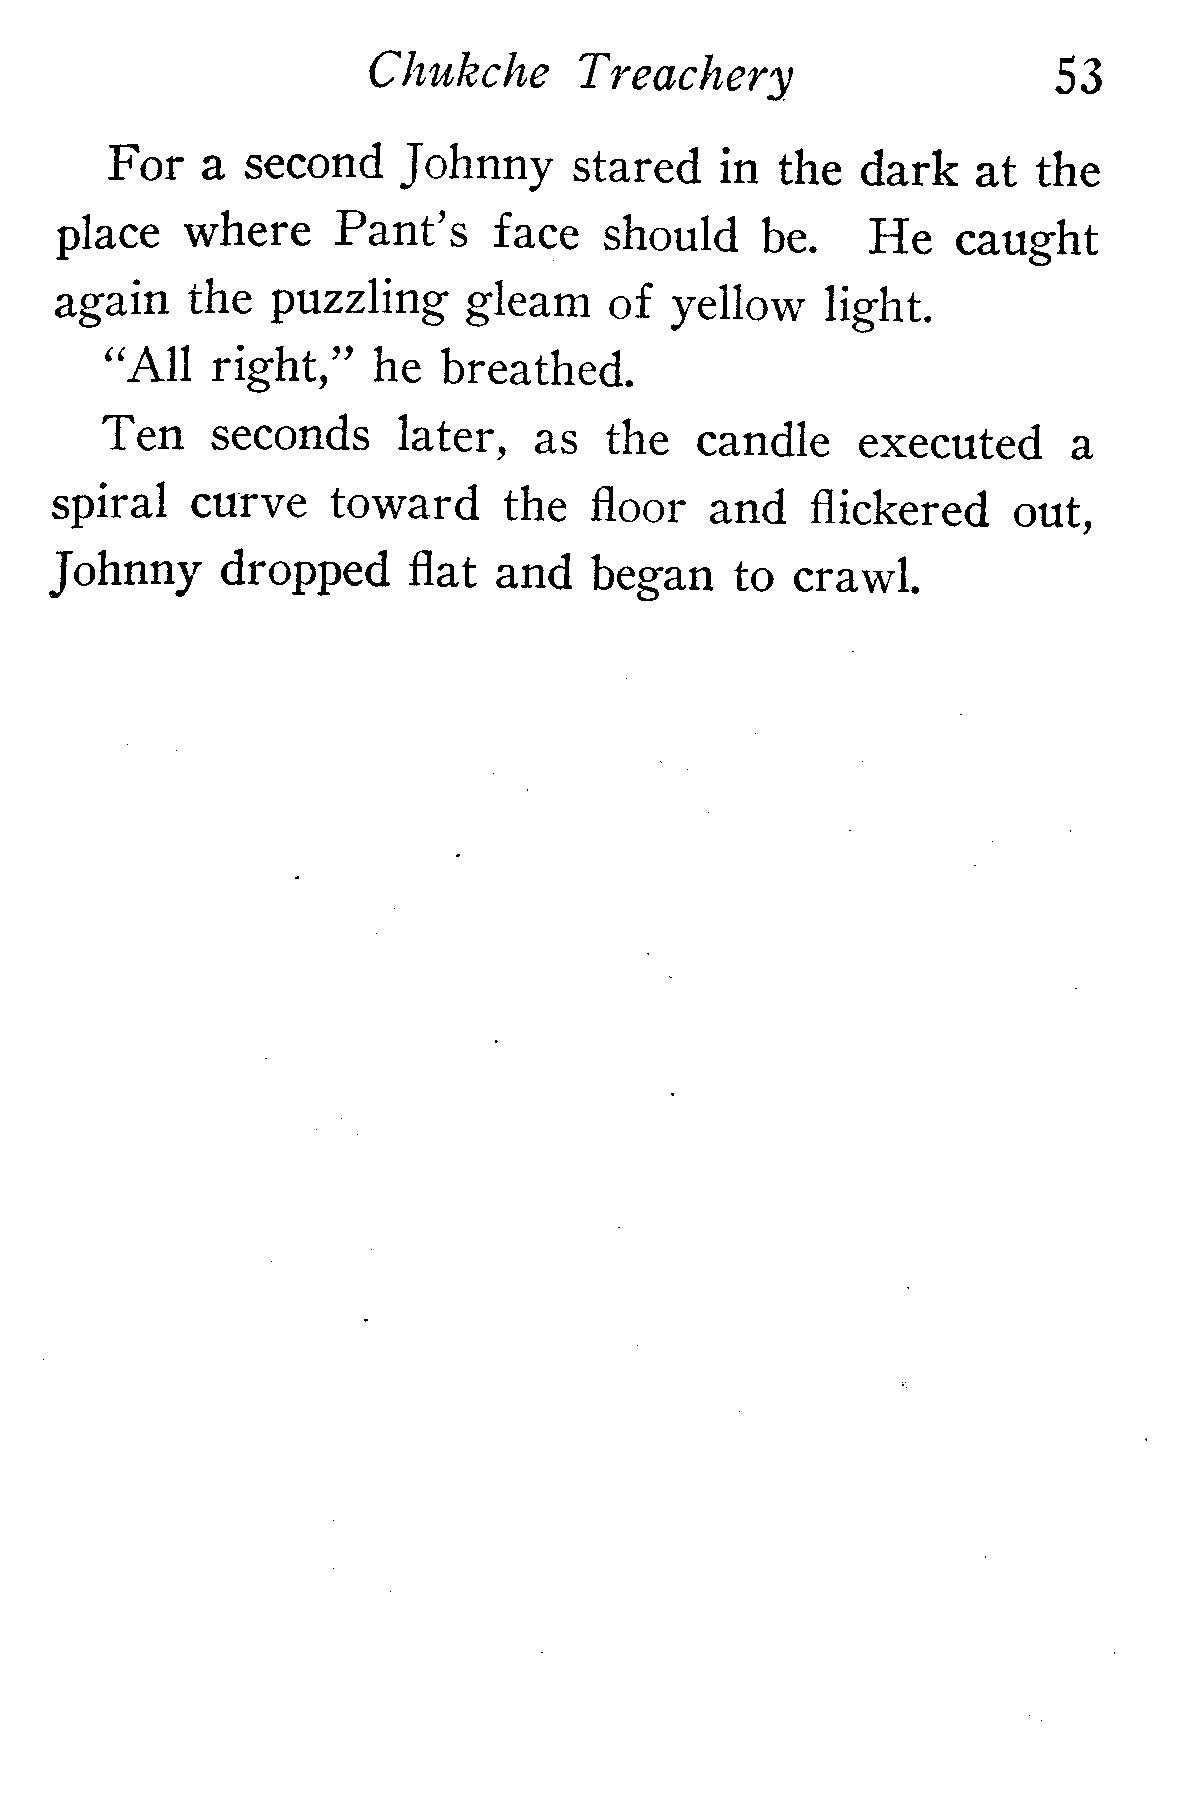 Chukche Treachery 53
For a second Johnny stared in the dark at the
place where Pant's face should be. He caught
again the puzzling gleam of yellow light.
“All right,” he breathed.
Ten seconds later, as the candle executed a
spiral curve toward the floor and flickered out,
Johnny dropped flat and began to crawl.